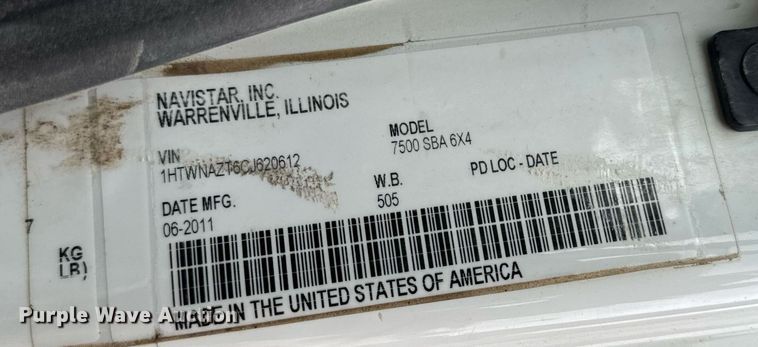 NAVISTAR, INC.
WARRENVILLE, ILLINOIS
VIN
1HTWNAZT6CJ620612
MODEL
7500 SBA 6X4
DATE MFG.
06-2011
W.B.
505
PD LOC - DATE
7
KG
LB)
MADE IN THE UNITED STATES OF AMERICA
Purple Wave Auction